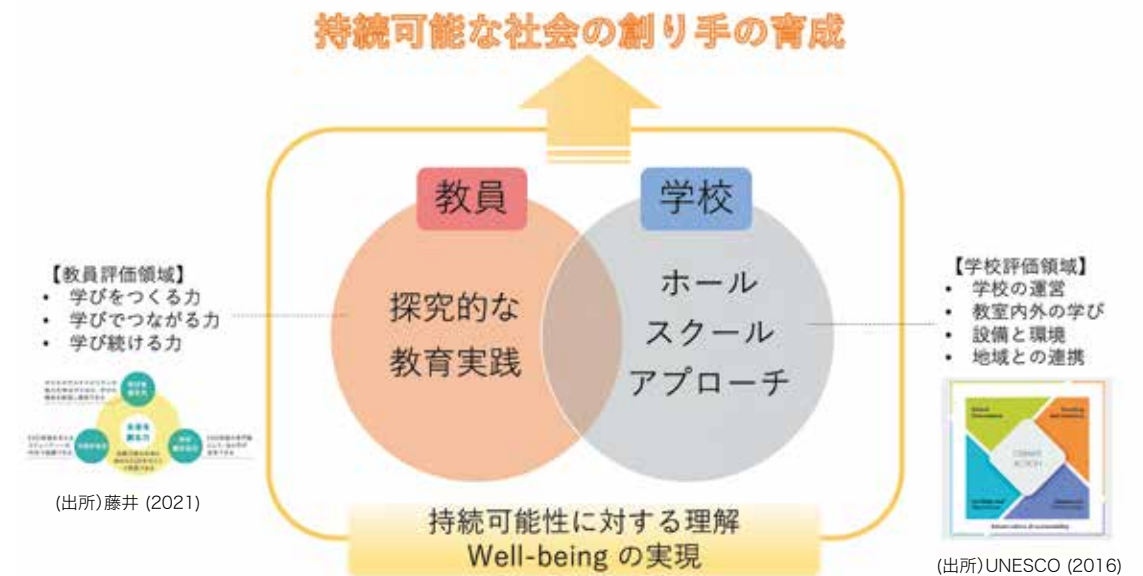 持続可能な社会の創り手の育成
教員
学校
探究的な
教育実践
ホール
スクール
アプローチ
【教員評価領域】
• 学びをつくる力
• 学びでつながる力
• 学び続ける力
(出所)藤井 (2021)
【学校評価領域】
• 学校の運営
• 教室内外の学び
• 設備と環境
• 地域との連携
CLIMATE
ACTION
(出所)UNESCO (2016)
持続可能性に対する理解
Well-being の実現